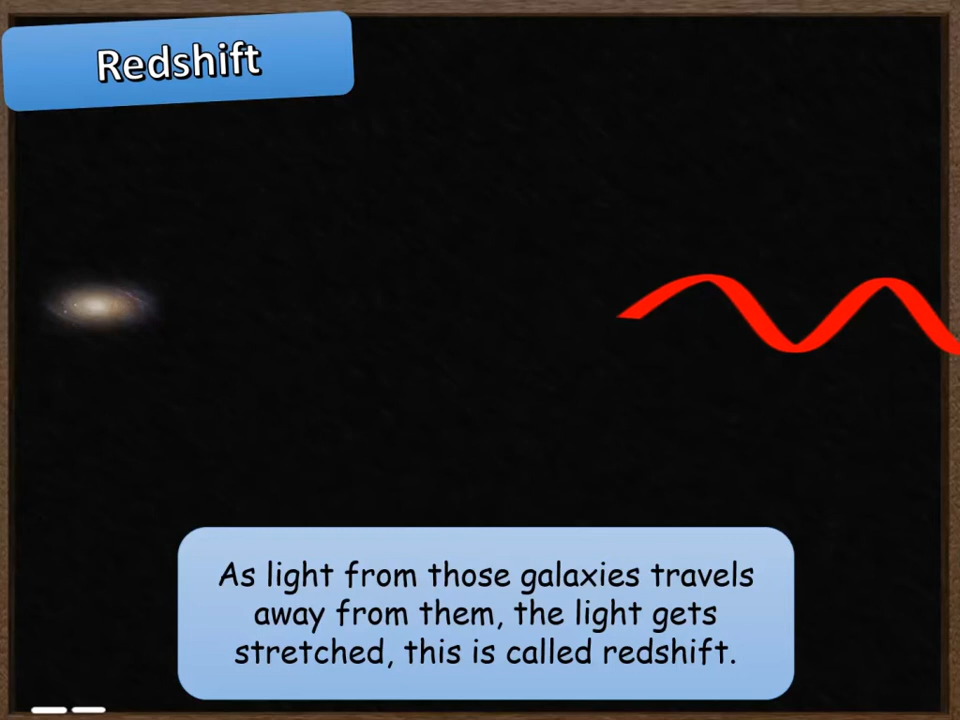 Redshift
As light from those galaxies travels
away from them, the light gets
stretched, this is called redshift.